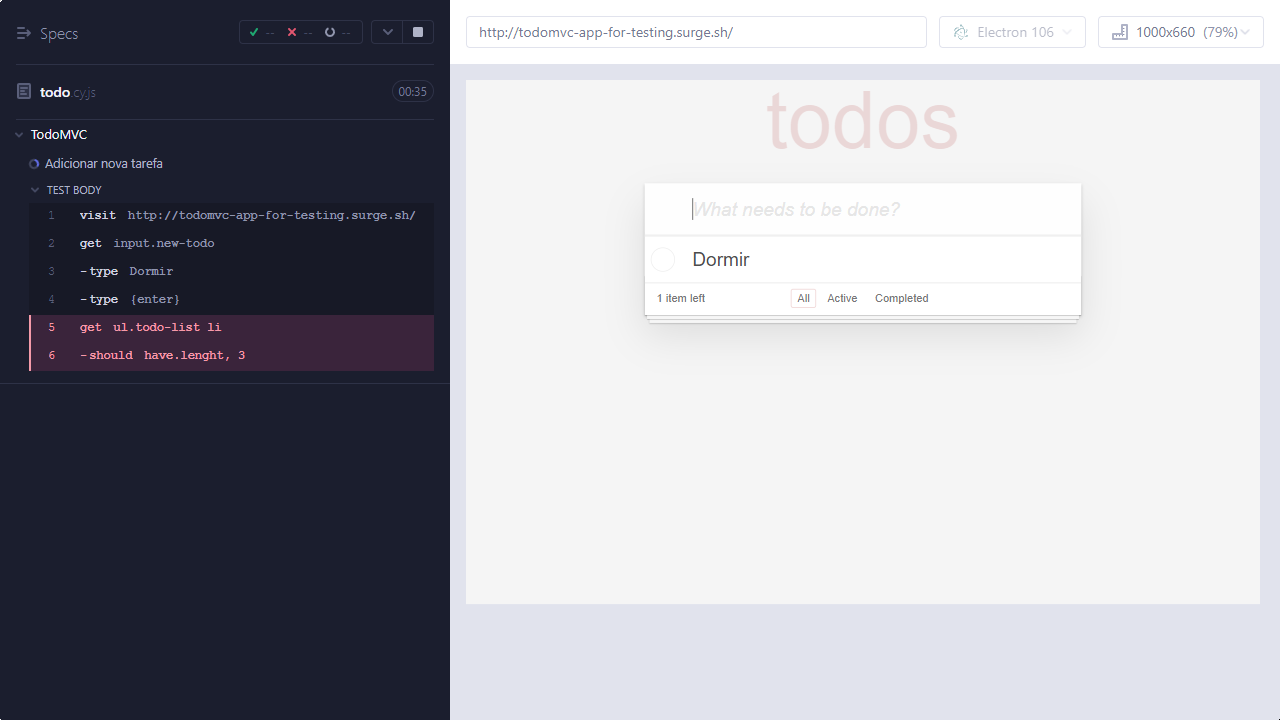 Specs
-- -- --
todo.cy.js
00:35
TodoMVC
Adicionar nova tarefa
TEST BODY
1 visit http://todomvc-app-for-testing.surge.sh/
2 get input.new-todo
3 -type Dormir
4 -type {enter}
5 get ul.todo-list li
6 -should have.lenght, 3
http://todomvc-app-for-testing.surge.sh/
Electron 106
1000x660 (79%)
todos
What needs to be done?
Dormir
1 item left All Active Completed